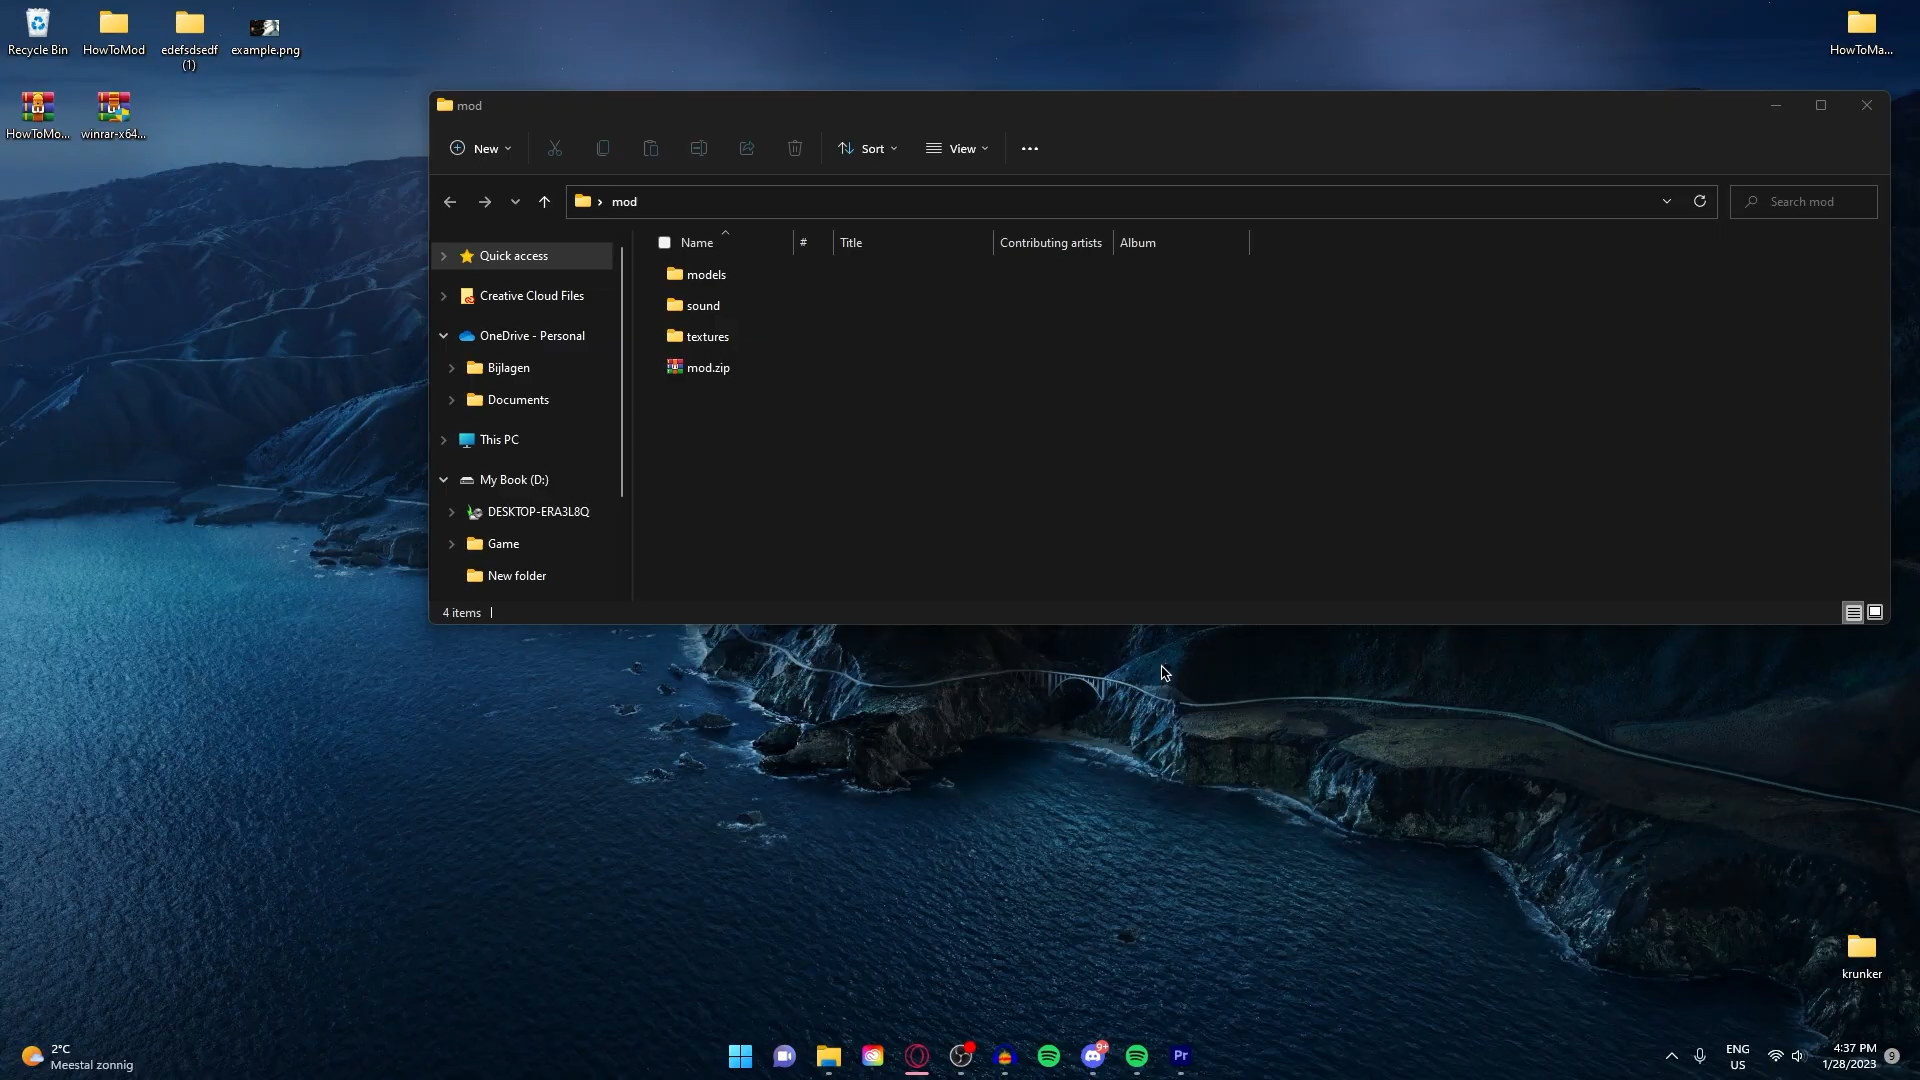 Recycle Bin
HowToMod
edefsdsedf
(1)
example.png
HowToMa...
HowToMo...
winrar-x64...
mod
New
Sort
View
mod
Search mod
Name
#
Title
Contributing artists
Album
Quick access
Creative Cloud Files
OneDrive - Personal
Bijlagen
Documents
This PC
My Book (D:)
DESKTOP-ERA3L8Q
Game
New folder
models
sound
textures
mod.zip
4 items
krunker
2°C
Meestal zonnig
9+
Pr
ENG
US
4:37 PM
1/28/2023
9